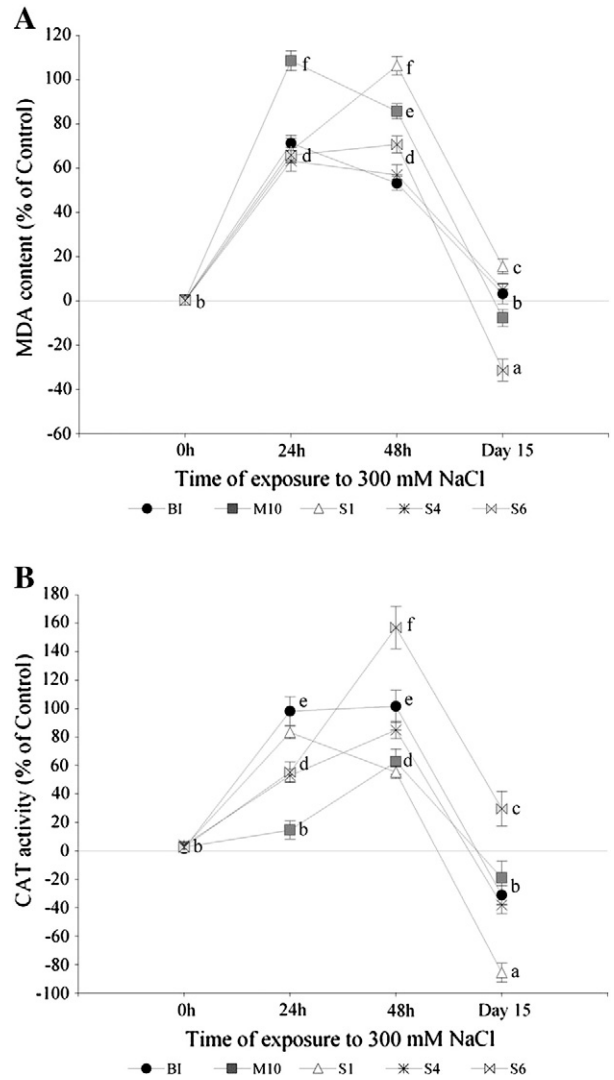 A
MDA content (% of Control)
120
100
80
60
40
20
0
-20
-40
-60
f
f
e
d
d
b
c
b
a
0h 24h 48h Day 15
Time of exposure to 300 mM NaCl
BI M10 S1 S4 S6
B
CAT activity (% of Control)
180
160
140
120
100
80
60
40
20
0
-20
-40
-60
-80
-100
f
e
e
d
d
b
b
c
b
a
0h 24h 48h Day 15
Time of exposure to 300 mM NaCl
BI M10 S1 S4 S6